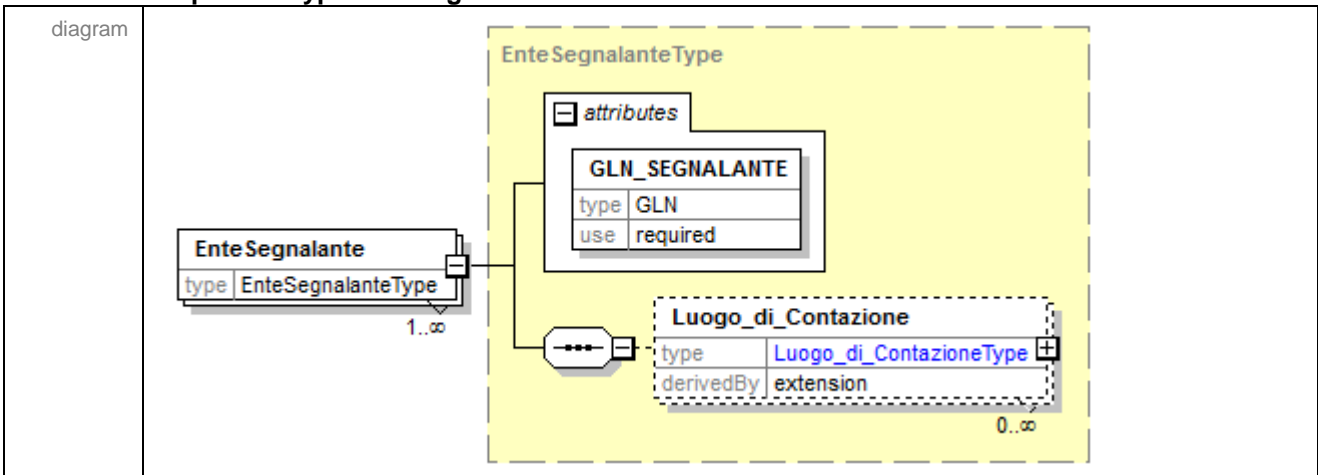 diagram
EnteSegnalanteType
attributes
GLN_SEGNALANTE
type GLN
use required
EnteSegnalante
type EnteSegnalanteType
1..∞
Luogo_di_Contazione
type Luogo_di_ContazioneType
derivedBy extension
0..∞